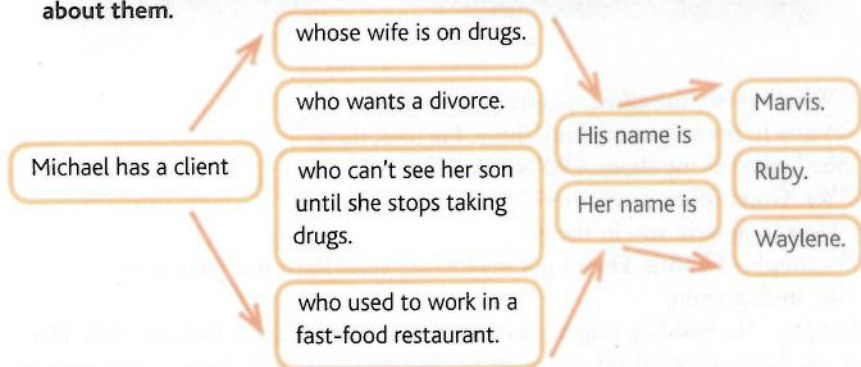 about them.
whose wife is on drugs.
who wants a divorce.
Michael has a client
who can't see her son
until she stops taking
drugs.
who used to work in a
fast-food restaurant.
His name is
Her name is
Marvis.
Ruby.
Waylene.